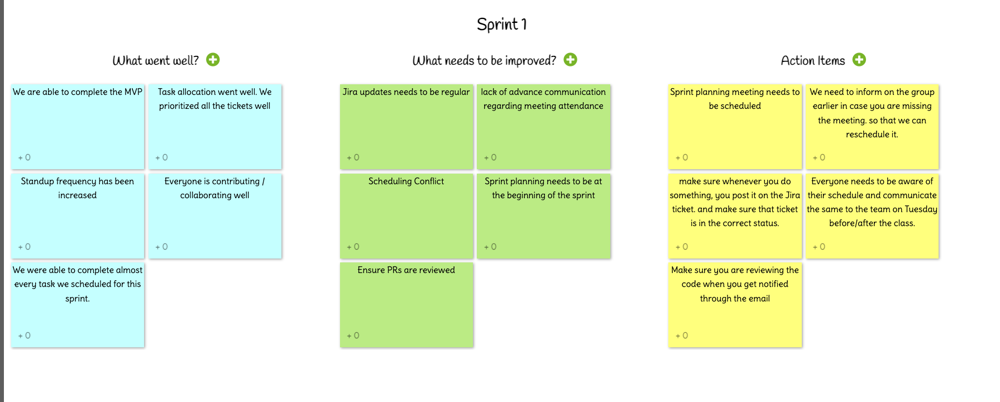 Sprint 1
What went well?
We are able to complete the MVP
+ 0
Task allocation went well. We
prioritized all the tickets well
+ 0
Standup frequency has been
increased
+ 0
Everyone is contributing /
collaborating well
+ 0
We were able to complete almost
every task we scheduled for this
sprint.
+ 0
What needs to be improved?
Jira updates needs to be regular
+ 0
lack of advance communication
regarding meeting attendance
+ 0
Scheduling Conflict
+ 0
Sprint planning needs to be at
the beginning of the sprint
+ 0
Ensure PRs are reviewed
+ 0
Action Items
Sprint planning meeting needs to
be scheduled
+ 0
We need to inform on the group
earlier in case you are missing
the meeting. so that we can
reschedule it.
+ 0
make sure whenever you do
something, you post it on the Jira
ticket. and make sure that ticket
is in the correct status.
+ 0
Everyone needs to be aware of
their schedule and communicate
the same to the team on Tuesday
before/after the class.
+ 0
Make sure you are reviewing the
code when you get notified
through the email
+ 0